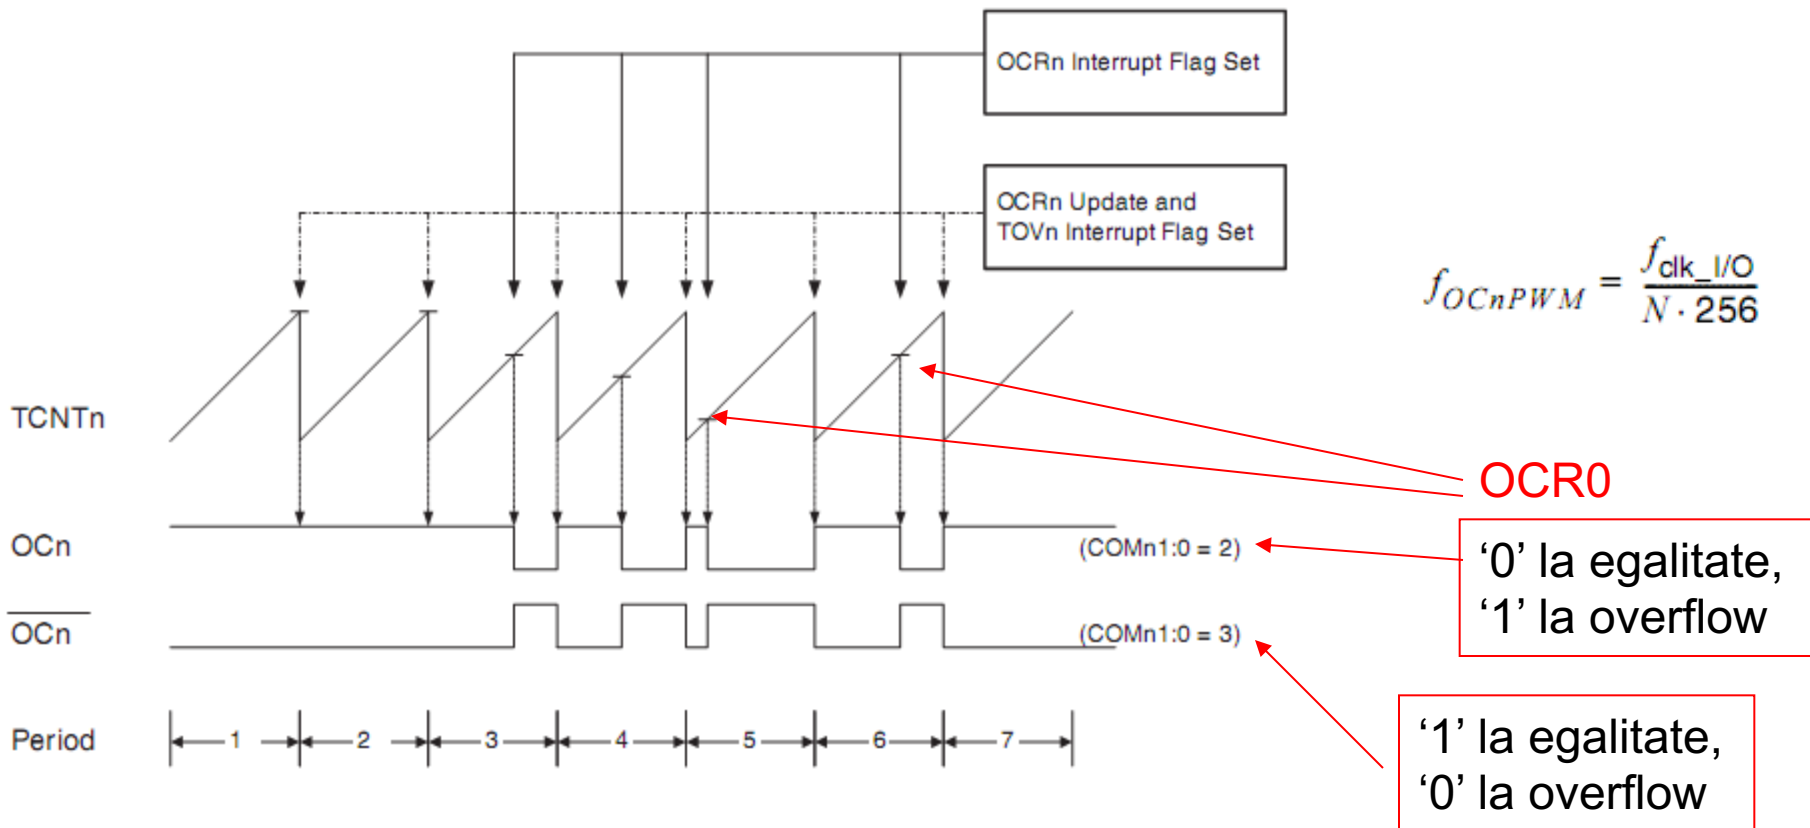 OCRn Interrupt Flag Set
OCRn Update and
TOVn Interrupt Flag Set
f_OCnPWM = f_clk_I/O / (N · 256)
TCNTn
OCR0
OCn
(COMn1:0 = 2)
'0' la egalitate,
'1' la overflow
OCn
(COMn1:0 = 3)
Period
1 2 3 4 5 6 7
'1' la egalitate,
'0' la overflow